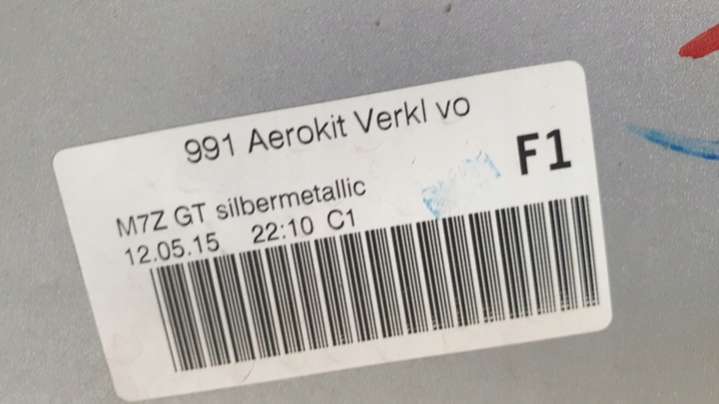 991 Aerokit Verkl vo
F1
M7Z GT silbermetallic
12.05.15 22:10 C1